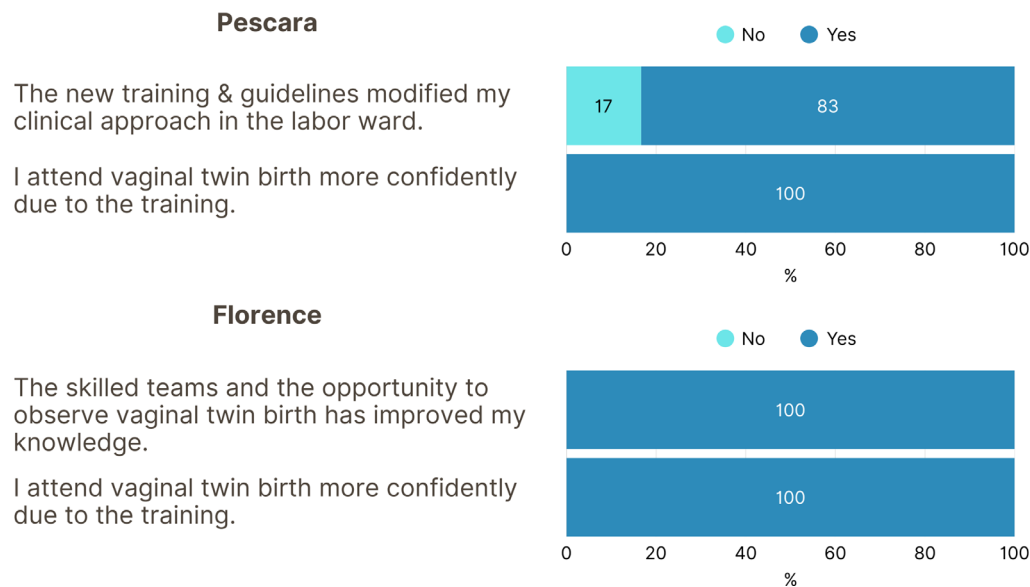 Pescara
No Yes
The new training & guidelines modified my
clinical approach in the labor ward.
17 83
I attend vaginal twin birth more confidently
due to the training.
100
0 20 40 60 80 100
%
Florence
No Yes
The skilled teams and the opportunity to
observe vaginal twin birth has improved my
knowledge.
100
I attend vaginal twin birth more confidently
due to the training.
100
0 20 40 60 80 100
%